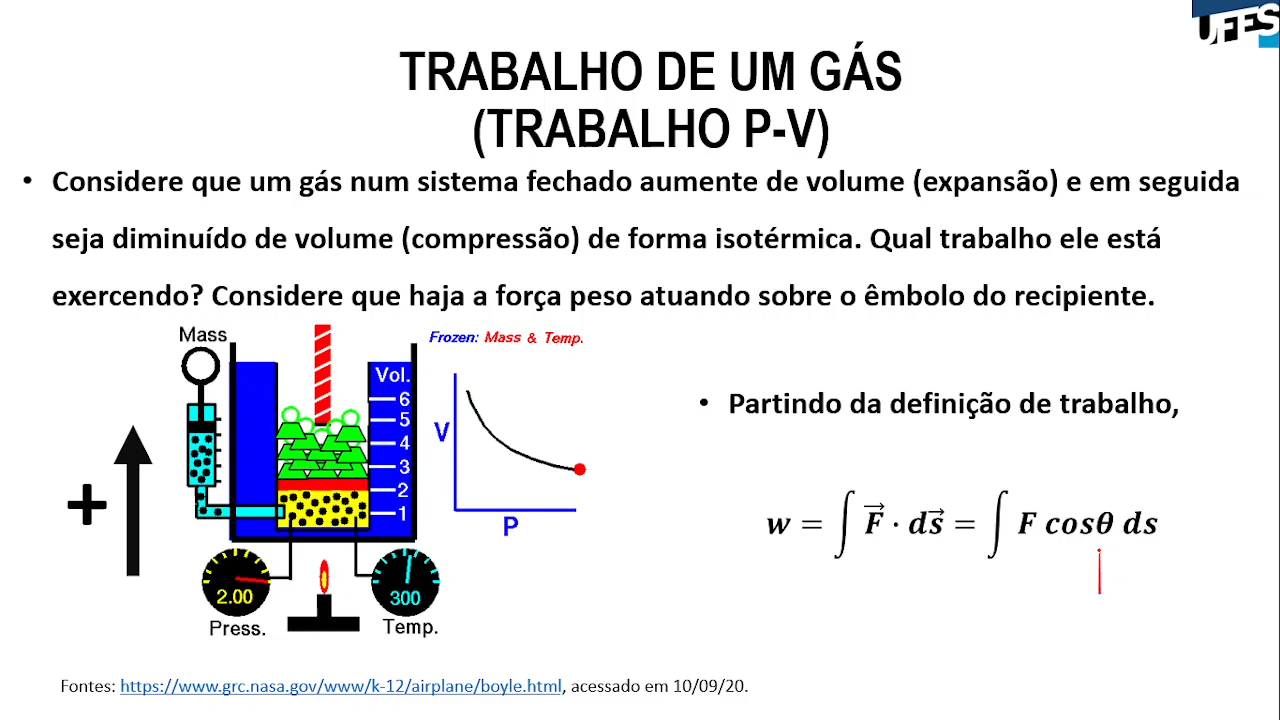 UFES
TRABALHO DE UM GÁS
(TRABALHO P-V)
• Considere que um gás num sistema fechado aumente de volume (expansão) e em seguida
seja diminuído de volume (compressão) de forma isotérmica. Qual trabalho ele está
exercendo? Considere que haja a força peso atuando sobre o êmbolo do recipiente.
Mass
Frozen: Mass & Temp.
Vol.
6
5
4
3
2
1
V
P
+
2.00
Press.
300
Temp.
• Partindo da definição de trabalho,
w = ∫ F⃗ · ds⃗ = ∫ F cosθ ds
Fontes: https://www.grc.nasa.gov/www/k-12/airplane/boyle.html, acessado em 10/09/20.